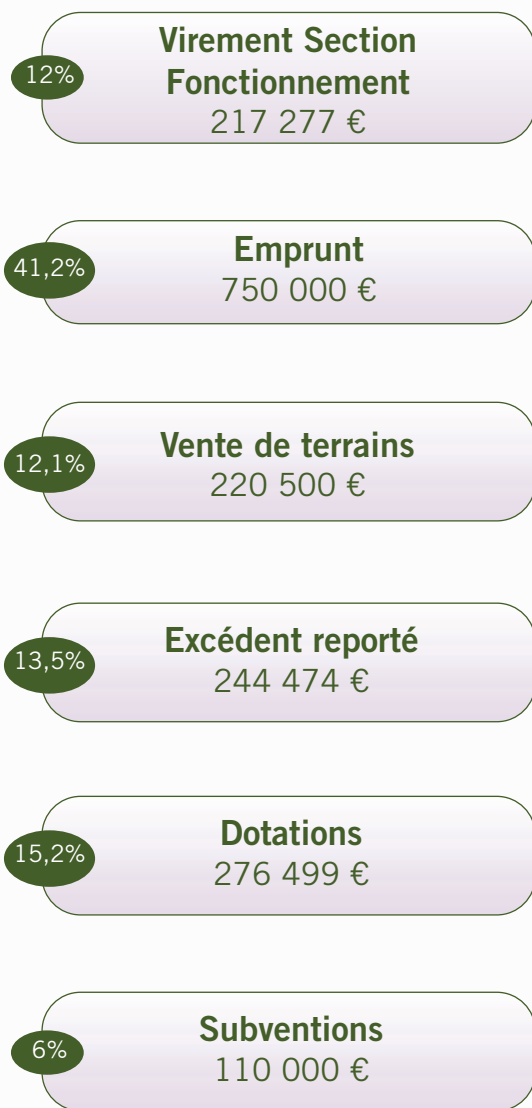 Virement Section
Fonctionnement
12%
217 277 €
Emprunt
41,2%
750 000 €
Vente de terrains
12,1%
220 500 €
Excédent reporté
13,5%
244 474 €
Dotations
15,2%
276 499 €
Subventions
6%
110 000 €